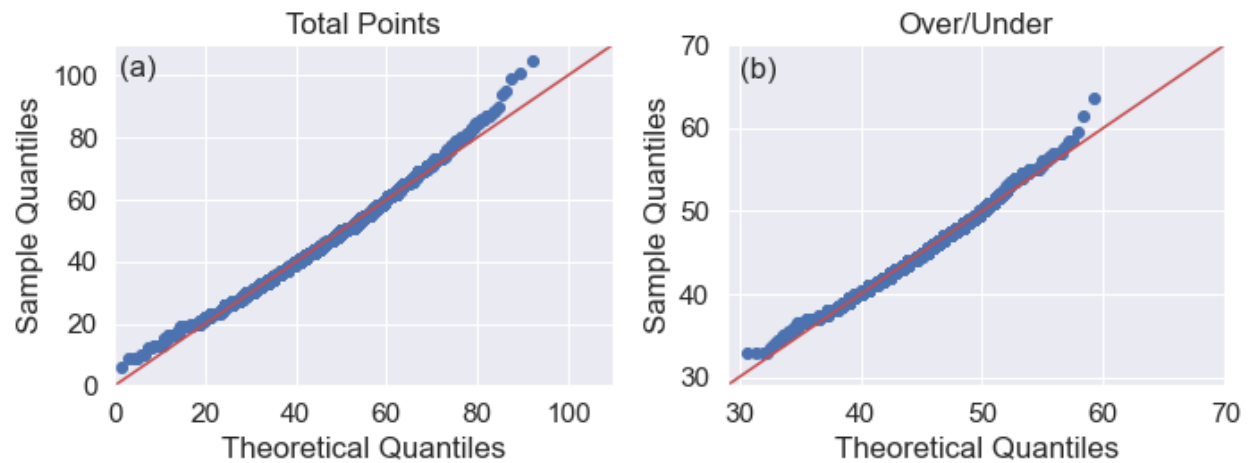 Total Points
(a)
100
80
60
40
20
0
0 20 40 60 80 100
Sample Quantiles
Theoretical Quantiles
Over/Under
(b)
70
60
50
40
30
30 40 50 60 70
Sample Quantiles
Theoretical Quantiles